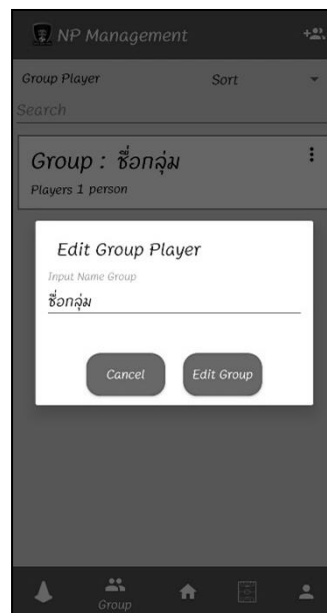 NP Management
Group Player Sort
Search
Group : ชื่อกลุ่ม
Players 1 person
Edit Group Player
Input Name Group
ชื่อกลุ่ม
Cancel Edit Group
Group